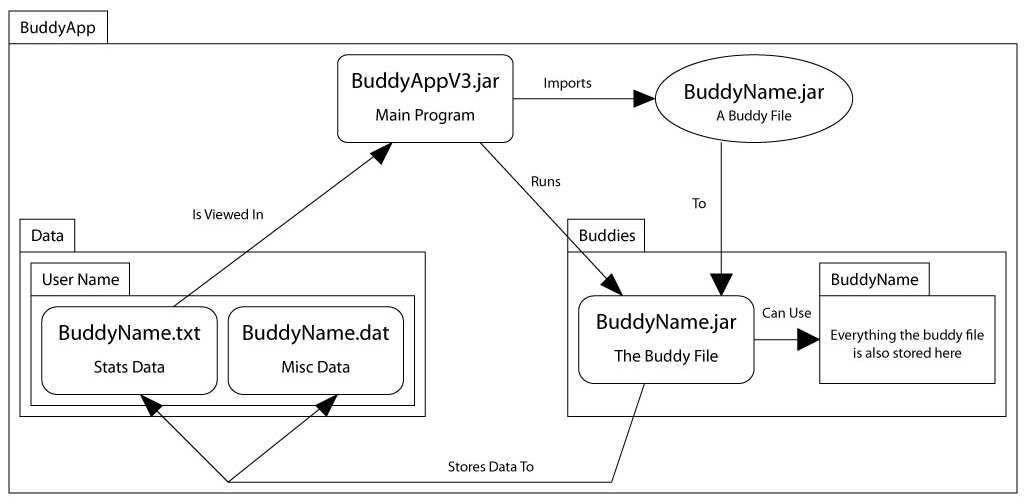 BuddyApp
BuddyAppV3.jar
Main Program
Imports
BuddyName.jar
A Buddy File
Runs
To
Is Viewed In
Data
User Name
BuddyName.txt
Stats Data
BuddyName.dat
Misc Data
Buddies
BuddyName.jar
The Buddy File
Can Use
BuddyName
Everything the buddy file
is also stored here
Stores Data To